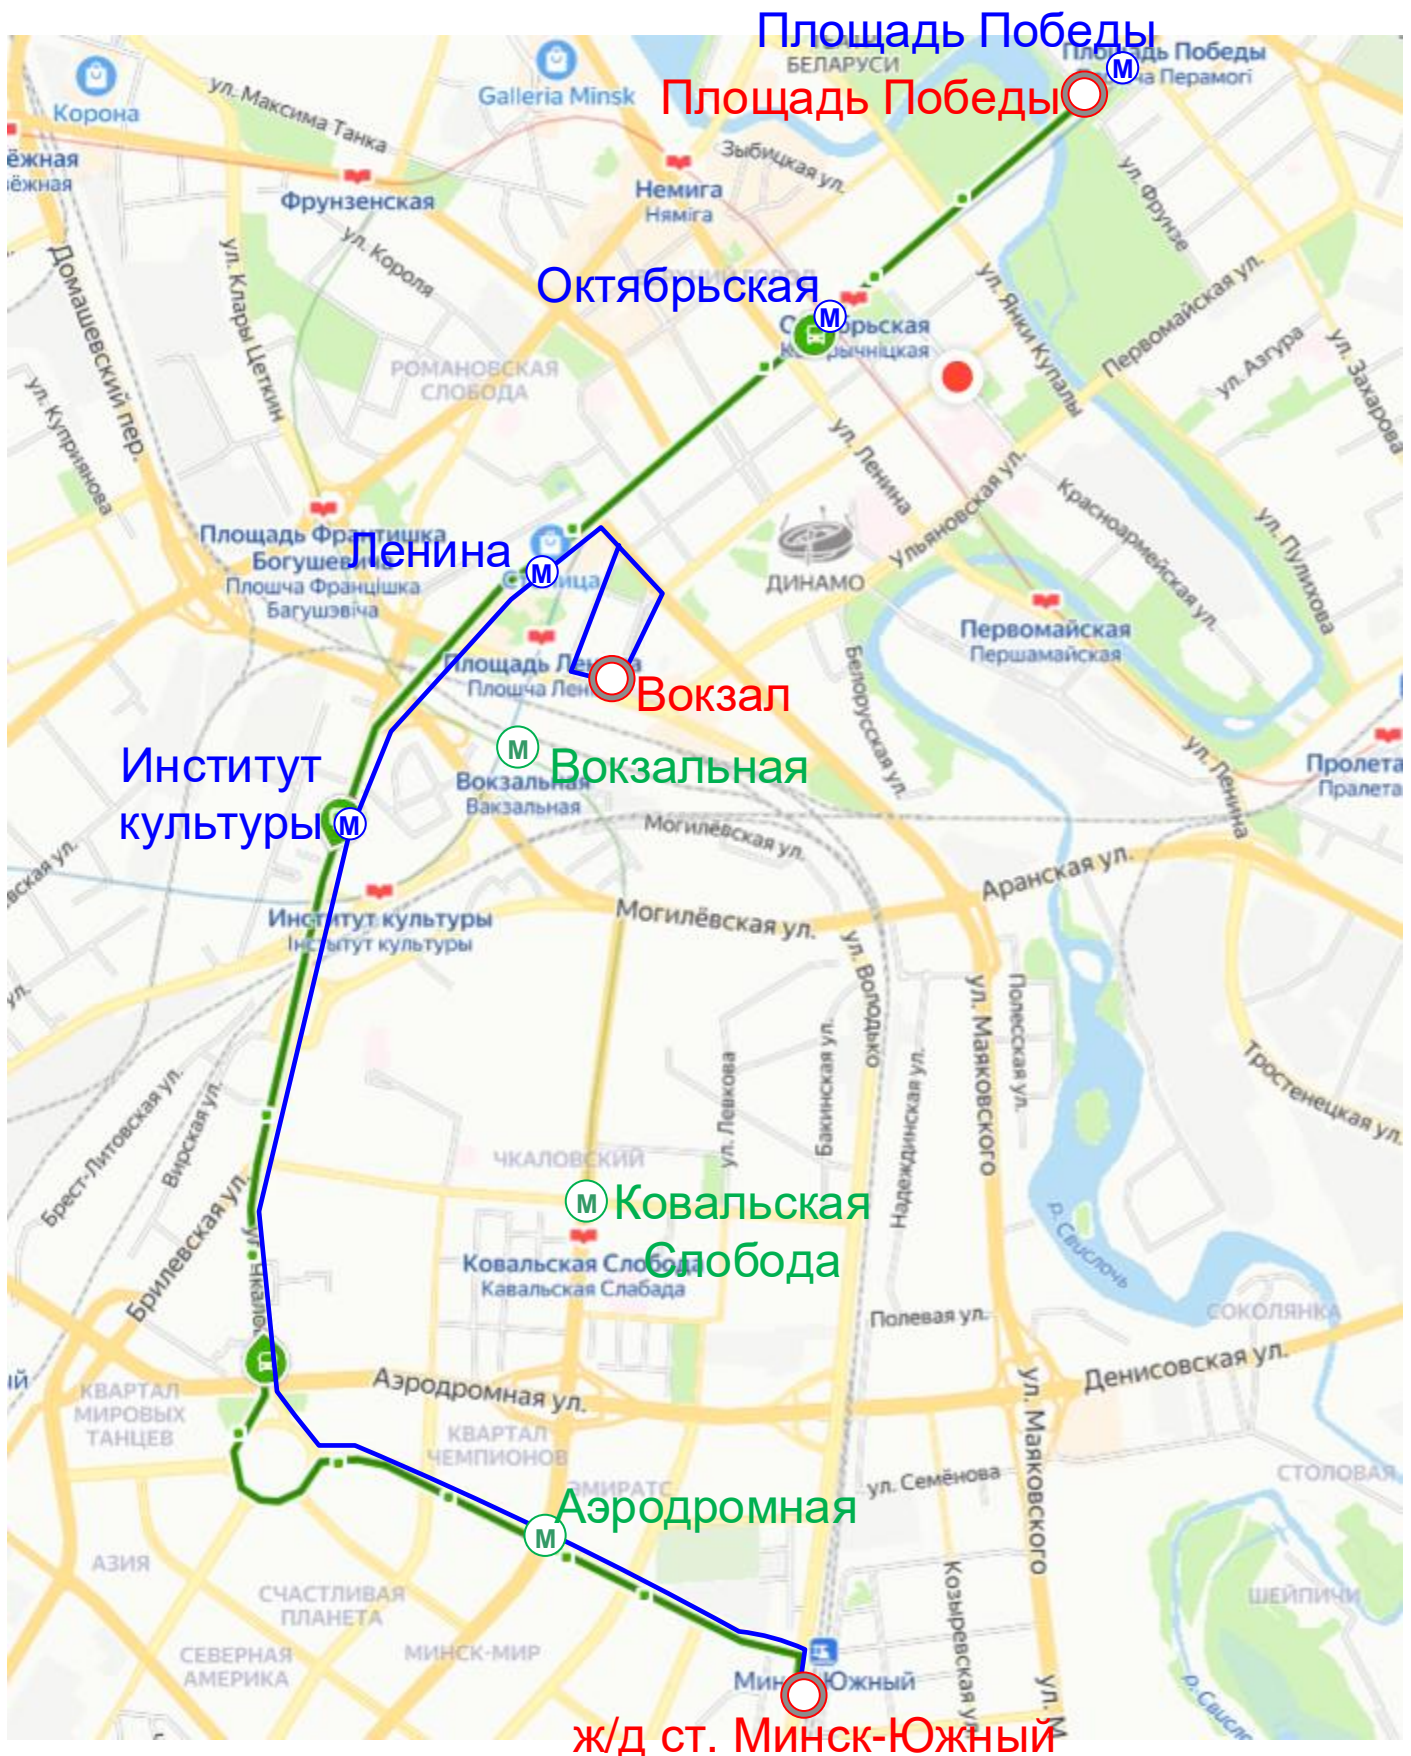 Площадь Победы
БЕЛАРУСИ
Площадь Победы
Корона
Galleria Minsk
ул. Максима Танка
Площадь Победы
Перамогі
Зыбицкая ул.
ул. Фрунзе
Немига
Няміга
Фрунзенская
ул. Короля
ул. Клары Цеткин
Домашевский пер.
ул. Куприянова
Октябрьская
М
М
ул. Янки Купалы
Первомайская ул.
ул. Азгура
ул. Захарова
РОМАНОВСКАЯ
СЛОБОДА
ул. Ленина
Ульяновская ул.
Красноармейская ул.
ул. Пулихова
Площадь Франтишка
Богушевича
Плошча Францішка
Багушэвіча
Ленина
М
ДИНАМО
Первомайская
Першамайская
Площадь Ленина
Плошча
Вокзал
Белорусская ул.
М
Вокзальная
Вокзальная
Вакзальная
ул. Ленина
Пролета
Пралета
Институт
культуры
М
Могилёвская ул.
Аранская ул.
Институт культуры
Інстытут культуры
Могилёвская ул.
ул. Володько
ул. Маяковского
Полесская ул.
Брест-Литовская ул.
Вирская ул.
ул. Левкова
Бакинская ул.
Надеждинская ул.
Тростенецкая ул.
Брилевская ул.
ЧКАЛОВСКИЙ
М
Ковальская
Слобода
Ковальская Слобода
Кавальская Слабада
р. Свислочь
СОКОЛЯНКА
Полевая ул.
Денисовская ул.
Аэродромная ул.
КВАРТАЛ
МИРОВЫХ
ТАНЦЕВ
КВАРТАЛ
ЧЕМПИОНОВ
ЭМИРАТС
ул. Маяковского
ул. Семёнова
СТОЛОВАЯ
Аэродромная
М
АЗИЯ
СЧАСТЛИВАЯ
ПЛАНЕТА
СЕВЕРНАЯ
АМЕРИКА
МИНСК-МИР
Козыревская у
ШЕЙПИЧИ
Южный
ул. М
р. Свисло
ж/д ст. Минск-Южный